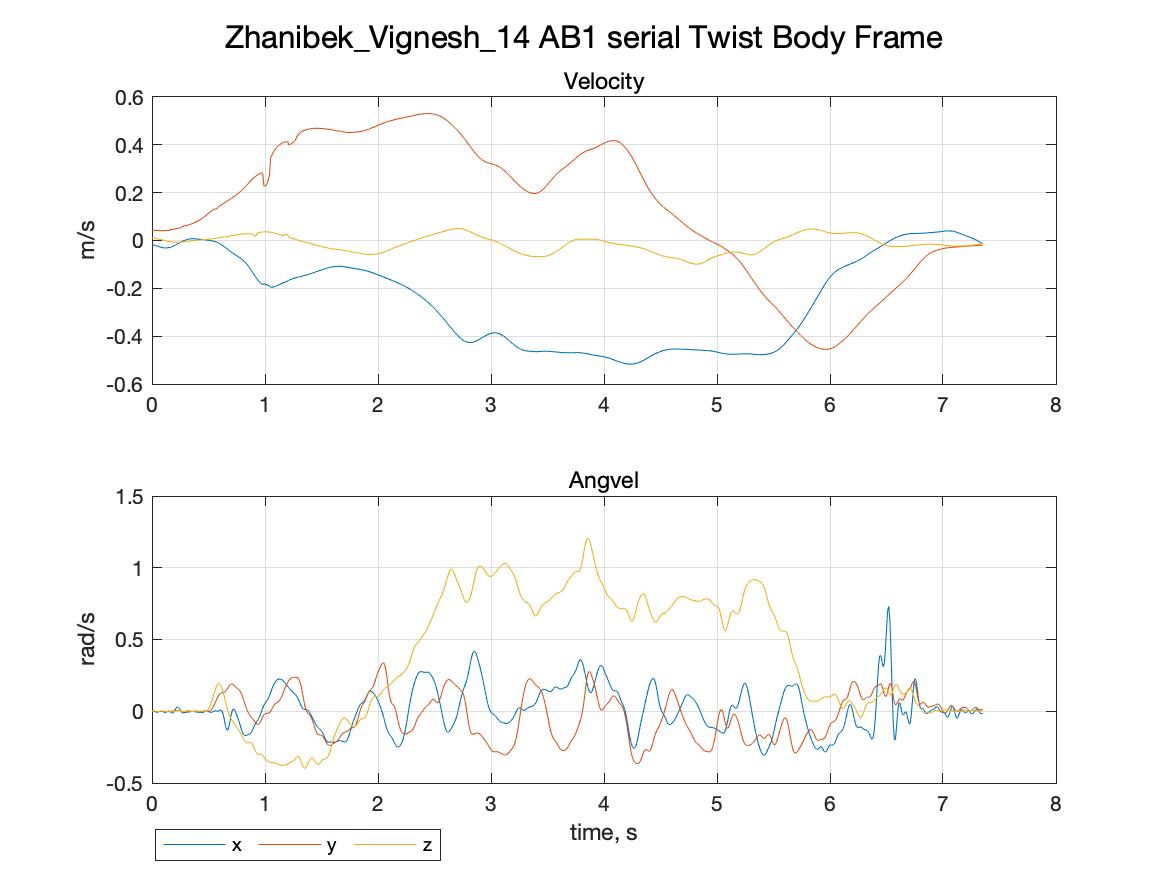 Zhanibek_Vignesh_14 AB1 serial Twist Body Frame
Velocity
0.6
0.4
0.2
0
-0.2
-0.4
-0.6
m/s
0 1 2 3 4 5 6 7 8
Angvel
1.5
1
0.5
0
-0.5
rad/s
0 1 2 3 4 5 6 7 8
time, s
x y z